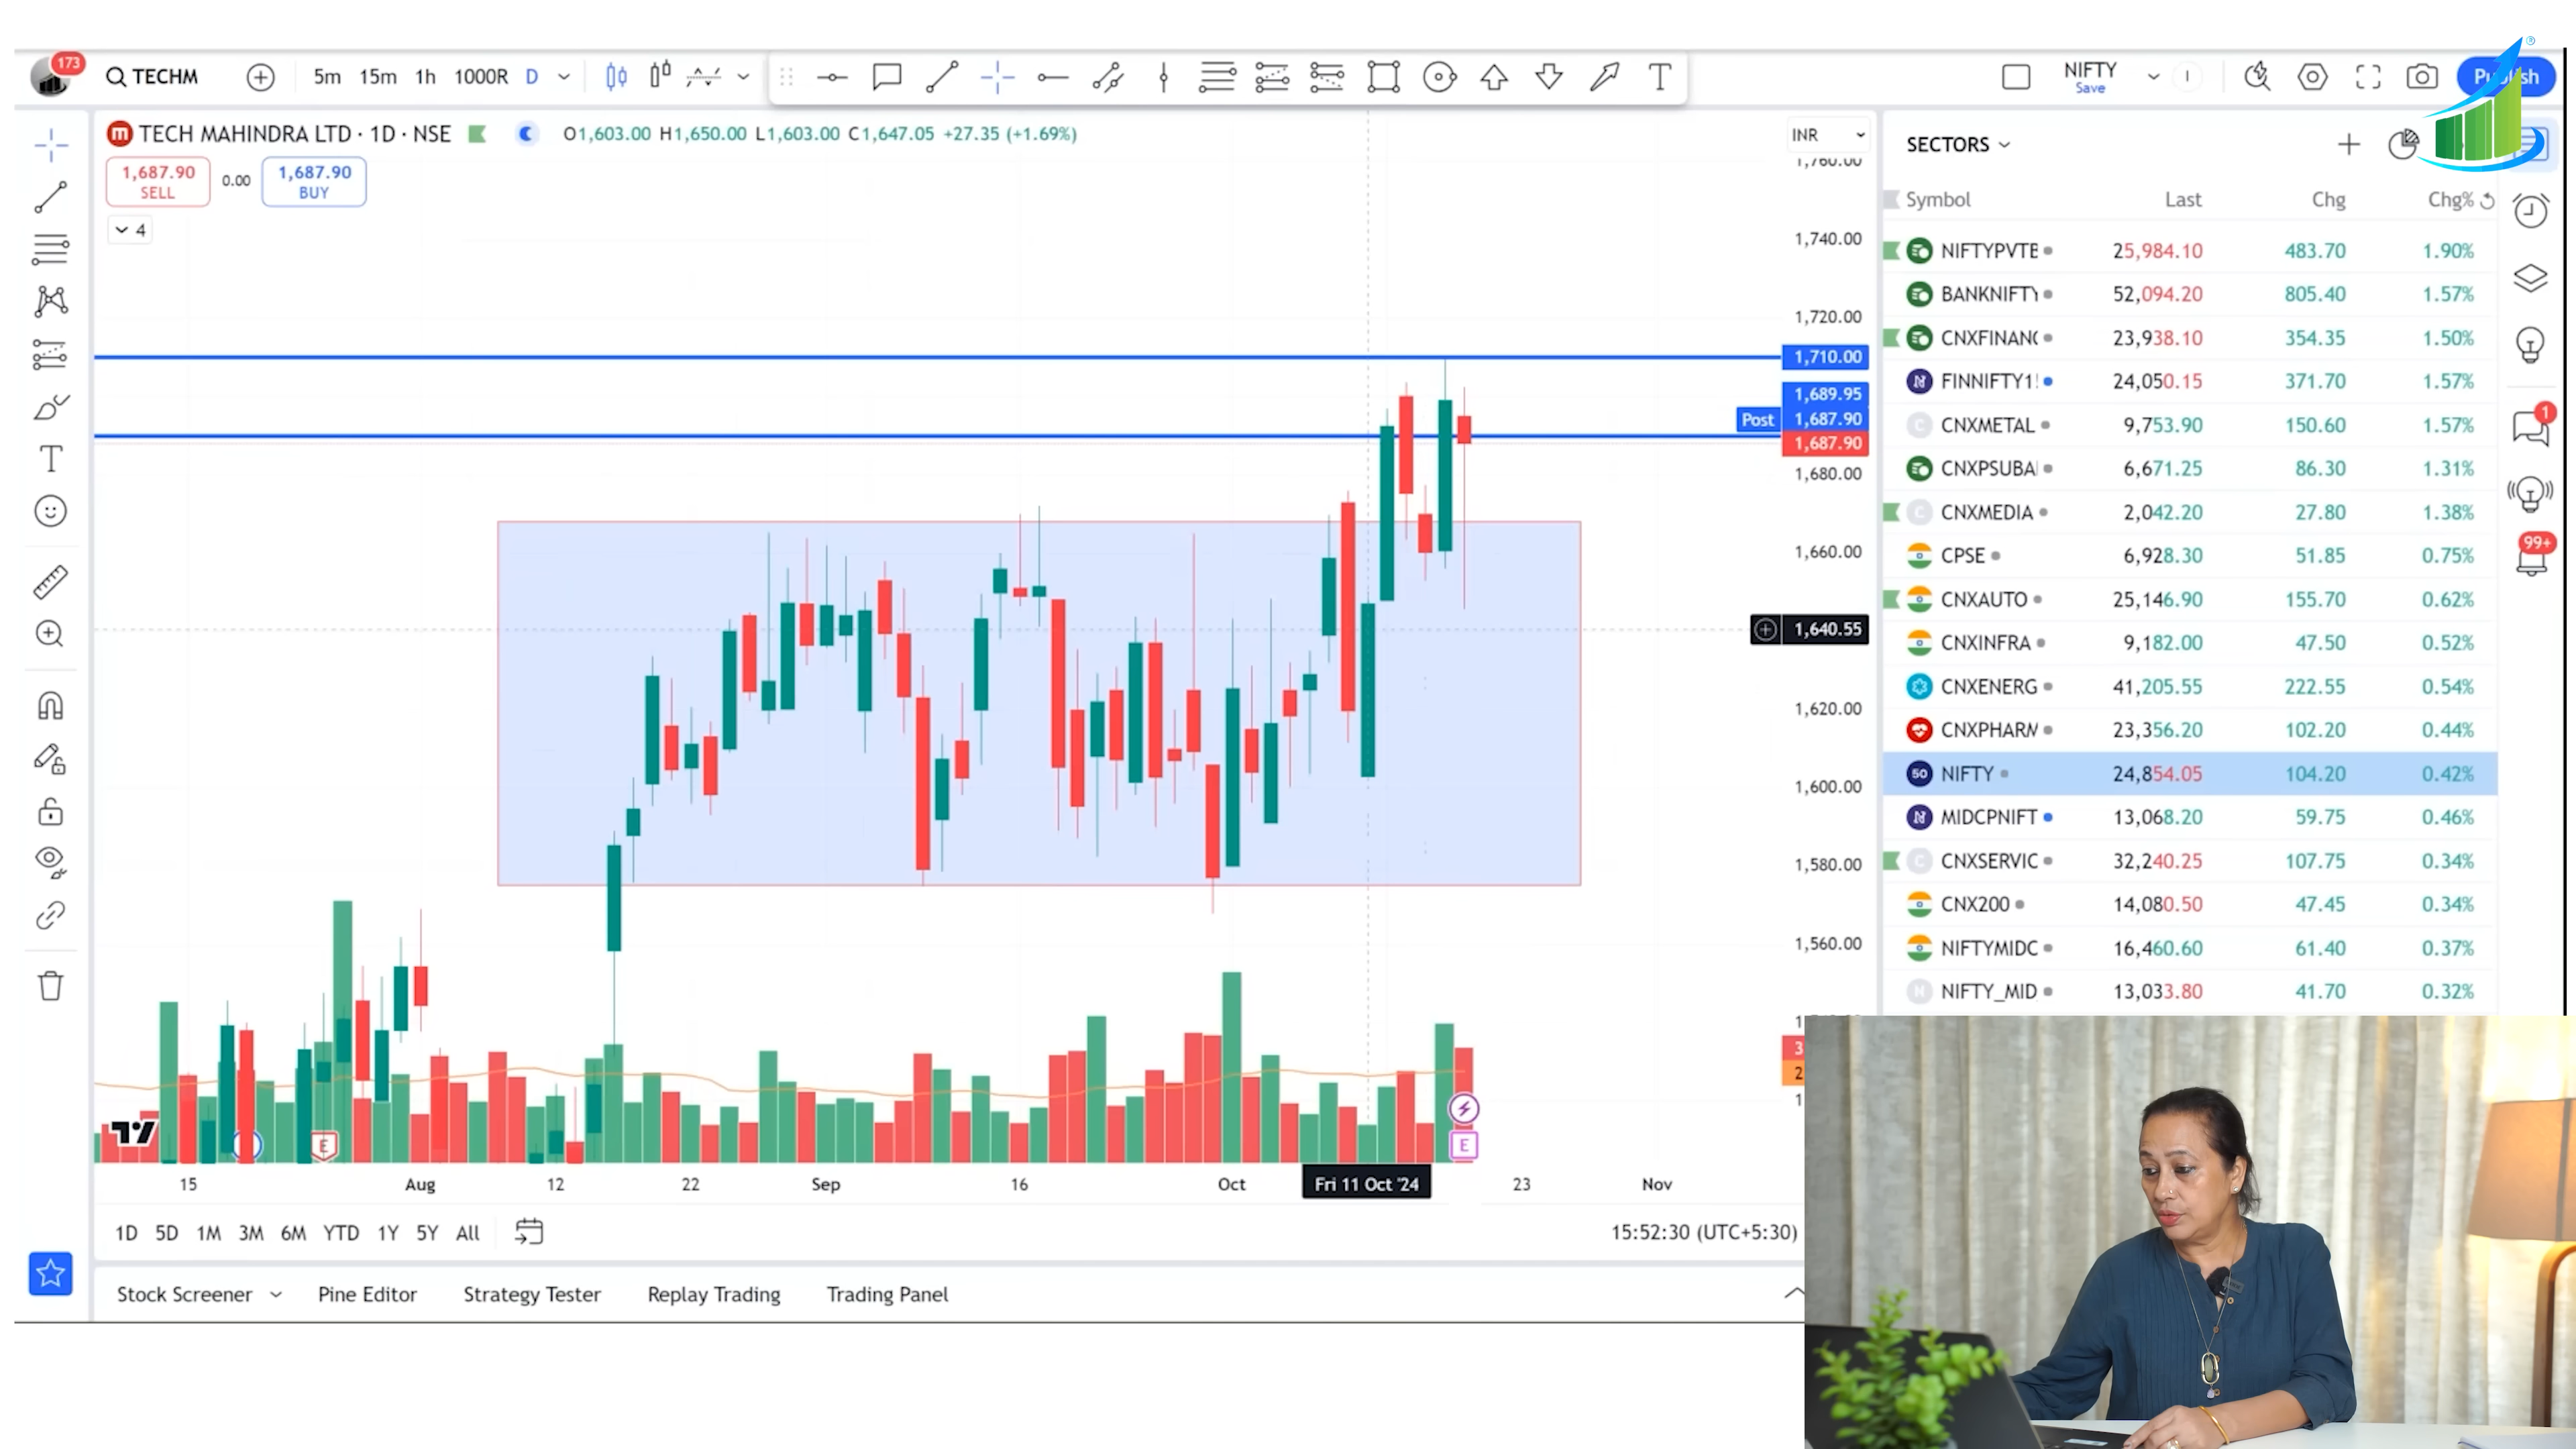 173
TECHM
5m 15m 1h 1000R D
T
NIFTY
Save
Publish
®
TECH MAHINDRA LTD · 1D · NSE
O1,603.00 H1,650.00 L1,603.00 C1,647.05 +27.35 (+1.69%)
INR
1,687.90
SELL
0.00
1,687.90
BUY
4
1,760.00
1,740.00
1,720.00
1,710.00
1,689.95
Post 1,687.90
1,687.90
1,680.00
1,660.00
1,640.55
1,620.00
1,600.00
1,580.00
1,560.00
3
2
1
E
E
15 Aug 12 22 Sep 16 Oct Fri 11 Oct '24 23 Nov
1D 5D 1M 3M 6M YTD 1Y 5Y All
15:52:30 (UTC+5:30)
Stock Screener Pine Editor Strategy Tester Replay Trading Trading Panel
SECTORS
Symbol Last Chg Chg%
NIFTYPVTB 25,984.10 483.70 1.90%
BANKNIFTY 52,094.20 805.40 1.57%
CNXFINANC 23,938.10 354.35 1.50%
FINNIFTY1! 24,050.15 371.70 1.57%
CNXMETAL 9,753.90 150.60 1.57%
CNXPSUBA 6,671.25 86.30 1.31%
CNXMEDIA 2,042.20 27.80 1.38%
CPSE 6,928.30 51.85 0.75%
CNXAUTO 25,146.90 155.70 0.62%
CNXINFRA 9,182.00 47.50 0.52%
CNXENERG 41,205.55 222.55 0.54%
CNXPHARM 23,356.20 102.20 0.44%
50 NIFTY 24,854.05 104.20 0.42%
MIDCPNIFT 13,068.20 59.75 0.46%
CNXSERVIC 32,240.25 107.75 0.34%
CNX200 14,080.50 47.45 0.34%
NIFTYMIDC 16,460.60 61.40 0.37%
NIFTY_MID 13,033.80 41.70 0.32%
1
99+